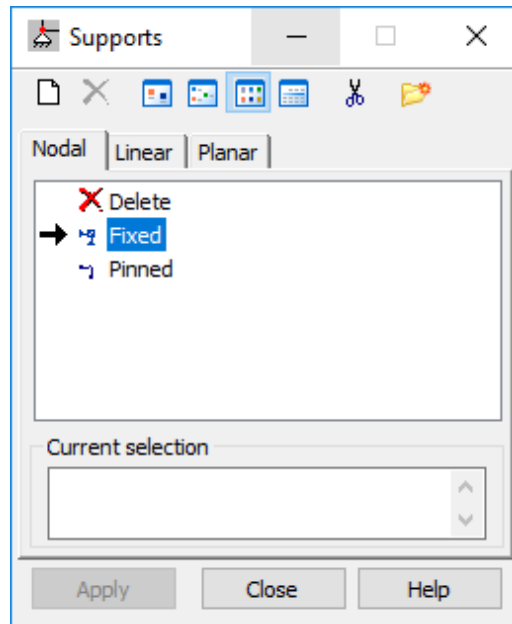 Supports
Nodal Linear Planar
Delete
Fixed
Pinned
Current selection
Apply Close Help